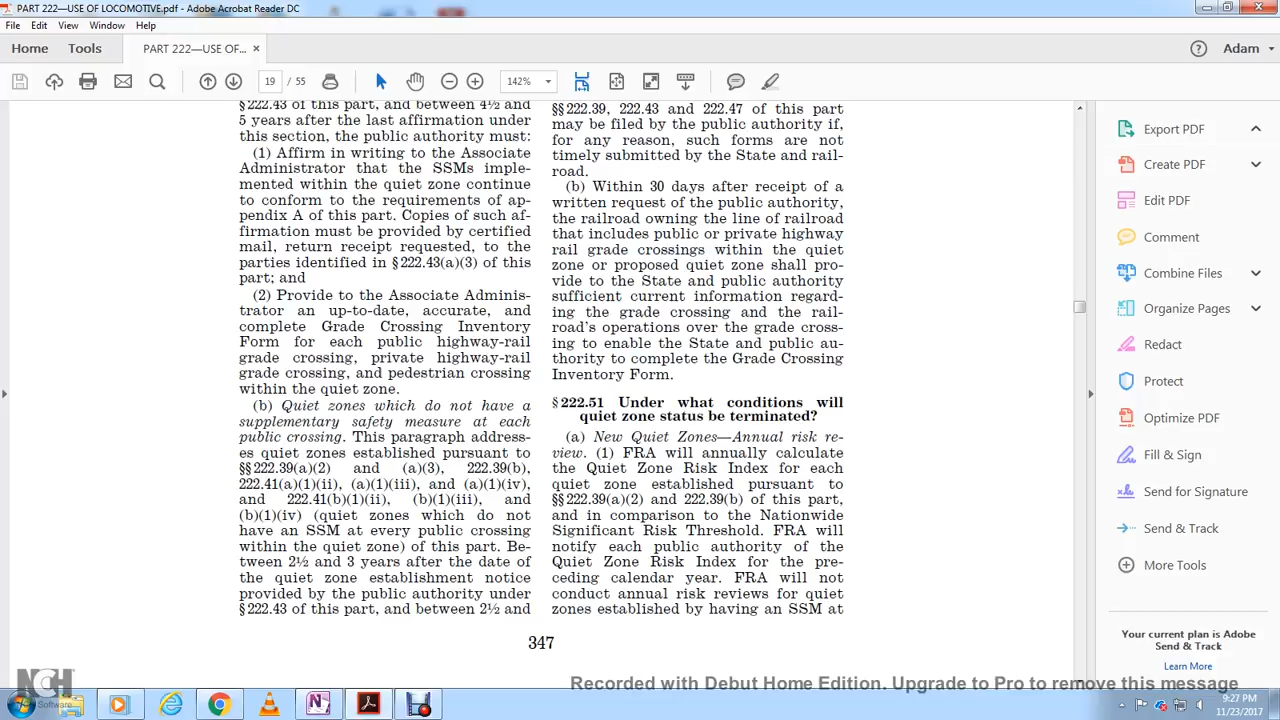 PART 222—USE OF LOCOMOTIVE.pdf - Adobe Acrobat Reader DC
File Edit View Window Help
Home Tools PART 222—USE OF... × Adam
19 / 55 142%
§222.43 of this part, and between 4½ and
5 years after the last affirmation under
this section, the public authority must:
(1) Affirm in writing to the Associate
Administrator that the SSMs imple-
mented within the quiet zone continue
to conform to the requirements of ap-
pendix A of this part. Copies of such af-
firmation must be provided by certified
mail, return receipt requested, to the
parties identified in §222.43(a)(3) of this
part; and
(2) Provide to the Associate Adminis-
trator an up-to-date, accurate, and
complete Grade Crossing Inventory
Form for each public highway-rail
grade crossing, private highway-rail
grade crossing, and pedestrian crossing
within the quiet zone.
(b) Quiet zones which do not have a
supplementary safety measure at each
public crossing. This paragraph address-
es quiet zones established pursuant to
§§222.39(a)(2) and (a)(3), 222.39(b),
222.41(a)(1)(ii), (a)(1)(iii), and (a)(1)(iv),
and 222.41(b)(1)(ii), (b)(1)(iii), and
(b)(1)(iv) (quiet zones which do not
have an SSM at every public crossing
within the quiet zone) of this part. Be-
tween 2½ and 3 years after the date of
the quiet zone establishment notice
provided by the public authority under
§222.43 of this part, and between 2½ and
§§222.39, 222.43 and 222.47 of this part
may be filed by the public authority if,
for any reason, such forms are not
timely submitted by the State and rail-
road.
(b) Within 30 days after receipt of a
written request of the public authority,
the railroad owning the line of railroad
that includes public or private highway
rail grade crossings within the quiet
zone or proposed quiet zone shall pro-
vide to the State and public authority
sufficient current information regard-
ing the grade crossing and the rail-
road's operations over the grade cross-
ing to enable the State and public au-
thority to complete the Grade Crossing
Inventory Form.
§222.51 Under what conditions will
quiet zone status be terminated?
(a) New Quiet Zones—Annual risk re-
view. (1) FRA will annually calculate
the Quiet Zone Risk Index for each
quiet zone established pursuant to
§§222.39(a)(2) and 222.39(b) of this part,
and in comparison to the Nationwide
Significant Risk Threshold. FRA will
notify each public authority of the
Quiet Zone Risk Index for the pre-
ceding calendar year. FRA will not
conduct annual risk reviews for quiet
zones established by having an SSM at
347
Export PDF
Create PDF
Edit PDF
Comment
Combine Files
Organize Pages
Redact
Protect
Optimize PDF
Fill & Sign
Send for Signature
Send & Track
More Tools
Your current plan is Adobe
Send & Track
Learn More
NCH
Software
Recorded with Debut Home Edition. Upgrade to Pro to remove this message
9:27 PM
11/23/2017